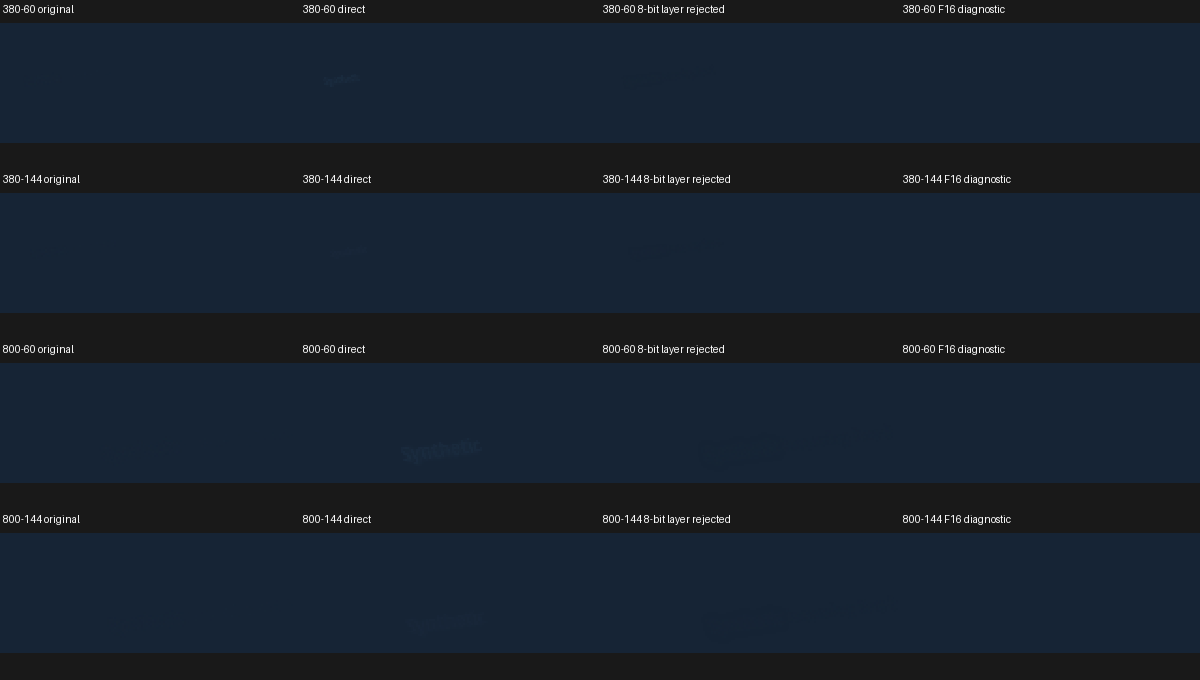 380-60 original 380-60 direct 380-60 8-bit layer rejected 380-60 F16 diagnostic
380-144 original 380-144 direct 380-144 8-bit layer rejected 380-144 F16 diagnostic
800-60 original 800-60 direct 800-60 8-bit layer rejected 800-60 F16 diagnostic
Synthetic
800-144 original 800-144 direct 800-144 8-bit layer rejected 800-144 F16 diagnostic